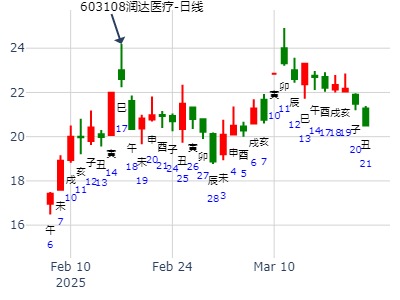 603108润达医疗-日线
24
22
20
18
16
午 未 戌 亥 子 丑 寅 巳 午 未 申 酉 子 丑 寅 卯 辰 未 申 酉 戌 亥 寅 卯 辰 巳 午 酉 戌 亥 子 丑
6 7 10 11 12 13 14 17 18 19 20 21 24 25 26 27 28 3 4 5 6 7 10 11 12 13 14 17 18 19 20 21
Feb 10 Feb 24 Mar 10
2025